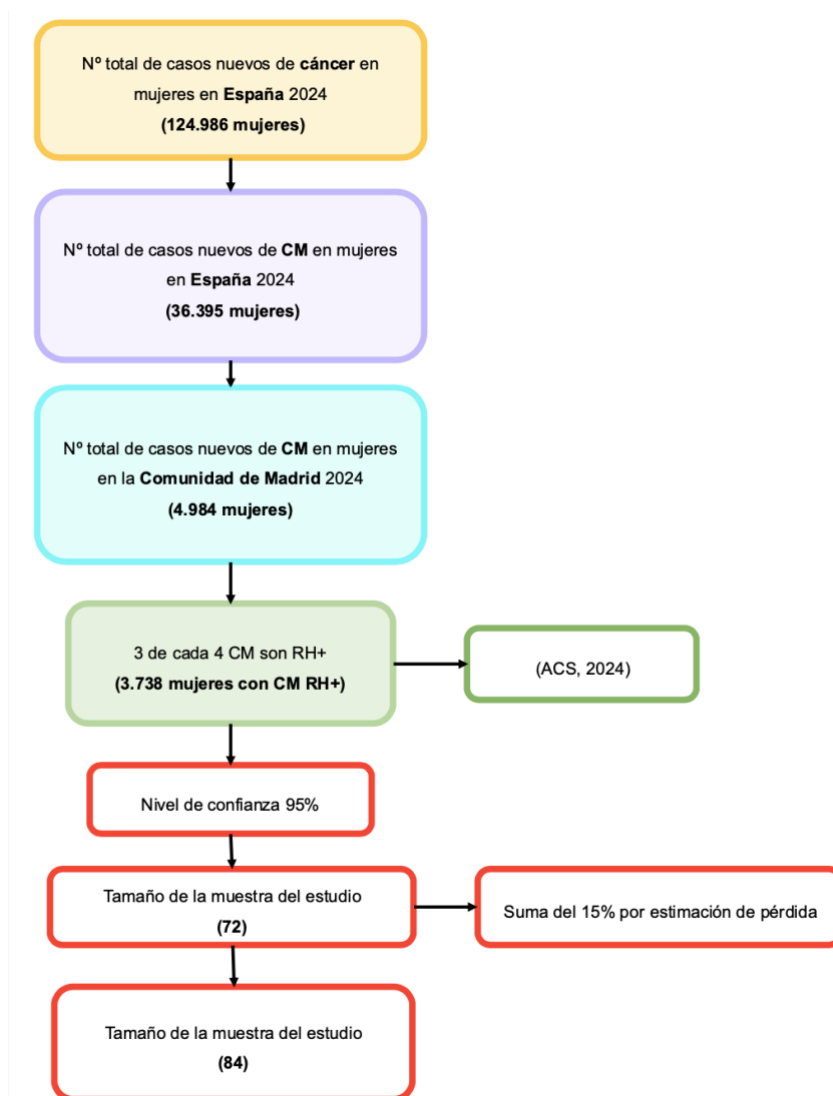 Nº total de casos nuevos de cáncer en
mujeres en España 2024
(124.986 mujeres)
Nº total de casos nuevos de CM en mujeres
en España 2024
(36.395 mujeres)
Nº total de casos nuevos de CM en mujeres
en la Comunidad de Madrid 2024
(4.984 mujeres)
3 de cada 4 CM son RH+
(3.738 mujeres con CM RH+)
(ACS, 2024)
Nivel de confianza 95%
Tamaño de la muestra del estudio
(72)
Suma del 15% por estimación de pérdida
Tamaño de la muestra del estudio
(84)